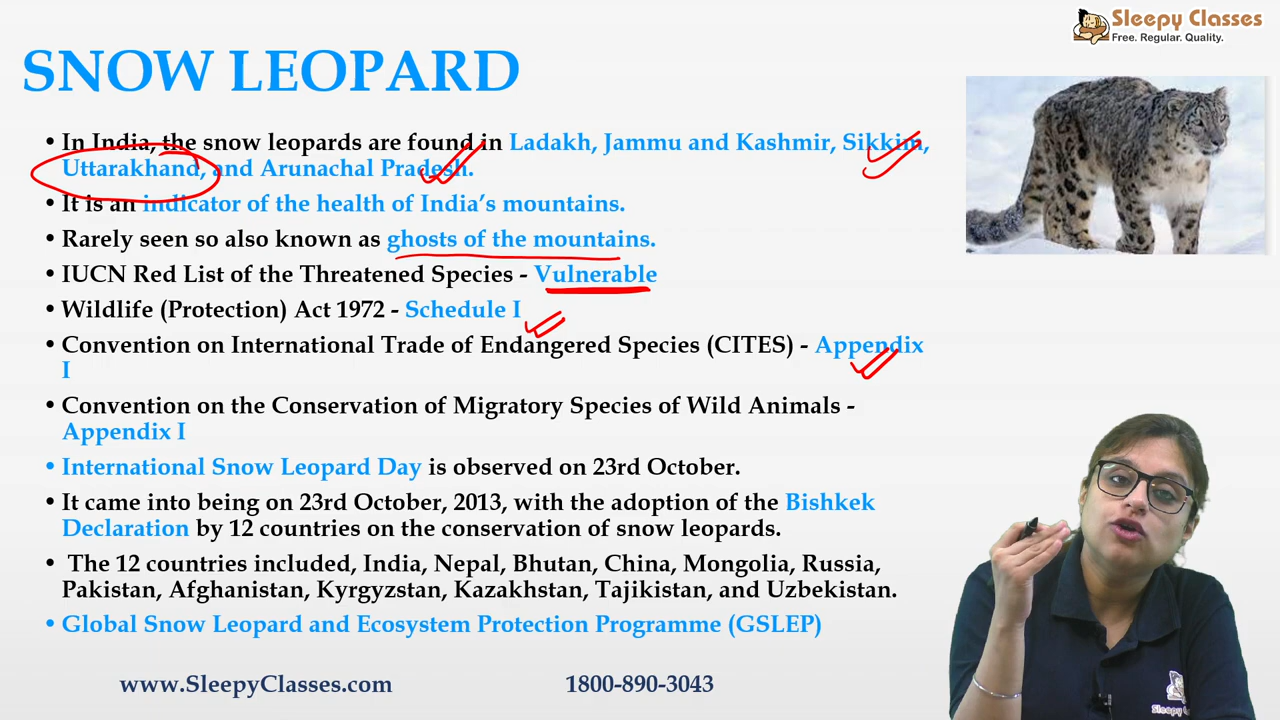 Sleepy Classes
Free. Regular. Quality.
SNOW LEOPARD
• In India, the snow leopards are found in Ladakh, Jammu and Kashmir, Sikkim,
Uttarakhand, and Arunachal Pradesh.
• It is an indicator of the health of India's mountains.
• Rarely seen so also known as ghosts of the mountains.
• IUCN Red List of the Threatened Species - Vulnerable
• Wildlife (Protection) Act 1972 - Schedule I
• Convention on International Trade of Endangered Species (CITES) - Appendix
I
• Convention on the Conservation of Migratory Species of Wild Animals -
Appendix I
• International Snow Leopard Day is observed on 23rd October.
• It came into being on 23rd October, 2013, with the adoption of the Bishkek
Declaration by 12 countries on the conservation of snow leopards.
• The 12 countries included, India, Nepal, Bhutan, China, Mongolia, Russia,
Pakistan, Afghanistan, Kyrgyzstan, Kazakhstan, Tajikistan, and Uzbekistan.
• Global Snow Leopard and Ecosystem Protection Programme (GSLEP)
www.SleepyClasses.com
1800-890-3043